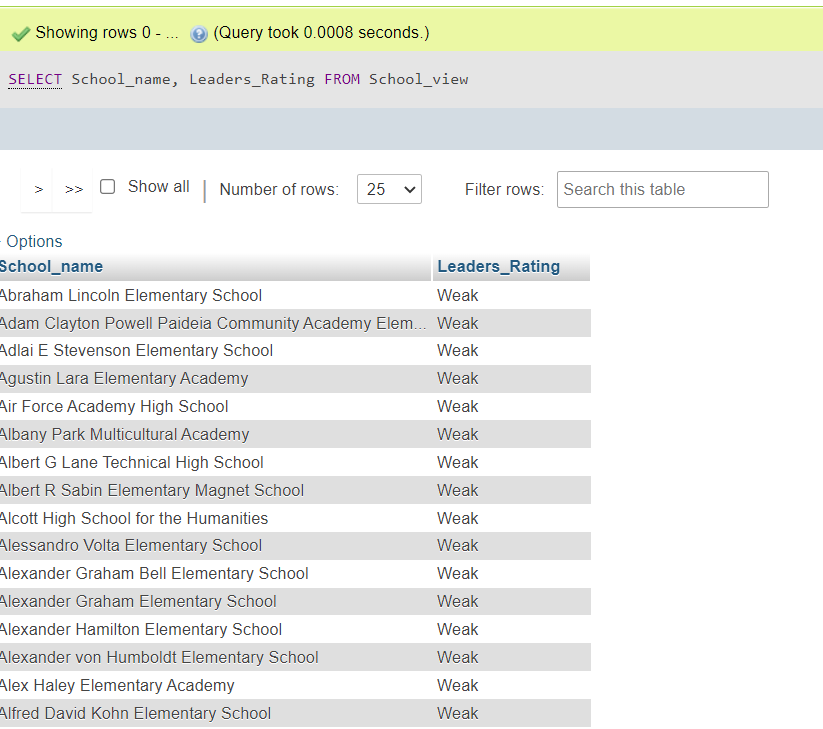 Showing rows 0 - ... (Query took 0.0008 seconds.)
SELECT School_name, Leaders_Rating FROM School_view
> >> Show all | Number of rows: 25 Filter rows: Search this table
Options
School_name Leaders_Rating
Abraham Lincoln Elementary School Weak
Adam Clayton Powell Paideia Community Academy Elem... Weak
Adlai E Stevenson Elementary School Weak
Agustin Lara Elementary Academy Weak
Air Force Academy High School Weak
Albany Park Multicultural Academy Weak
Albert G Lane Technical High School Weak
Albert R Sabin Elementary Magnet School Weak
Alcott High School for the Humanities Weak
Alessandro Volta Elementary School Weak
Alexander Graham Bell Elementary School Weak
Alexander Graham Elementary School Weak
Alexander Hamilton Elementary School Weak
Alexander von Humboldt Elementary School Weak
Alex Haley Elementary Academy Weak
Alfred David Kohn Elementary School Weak